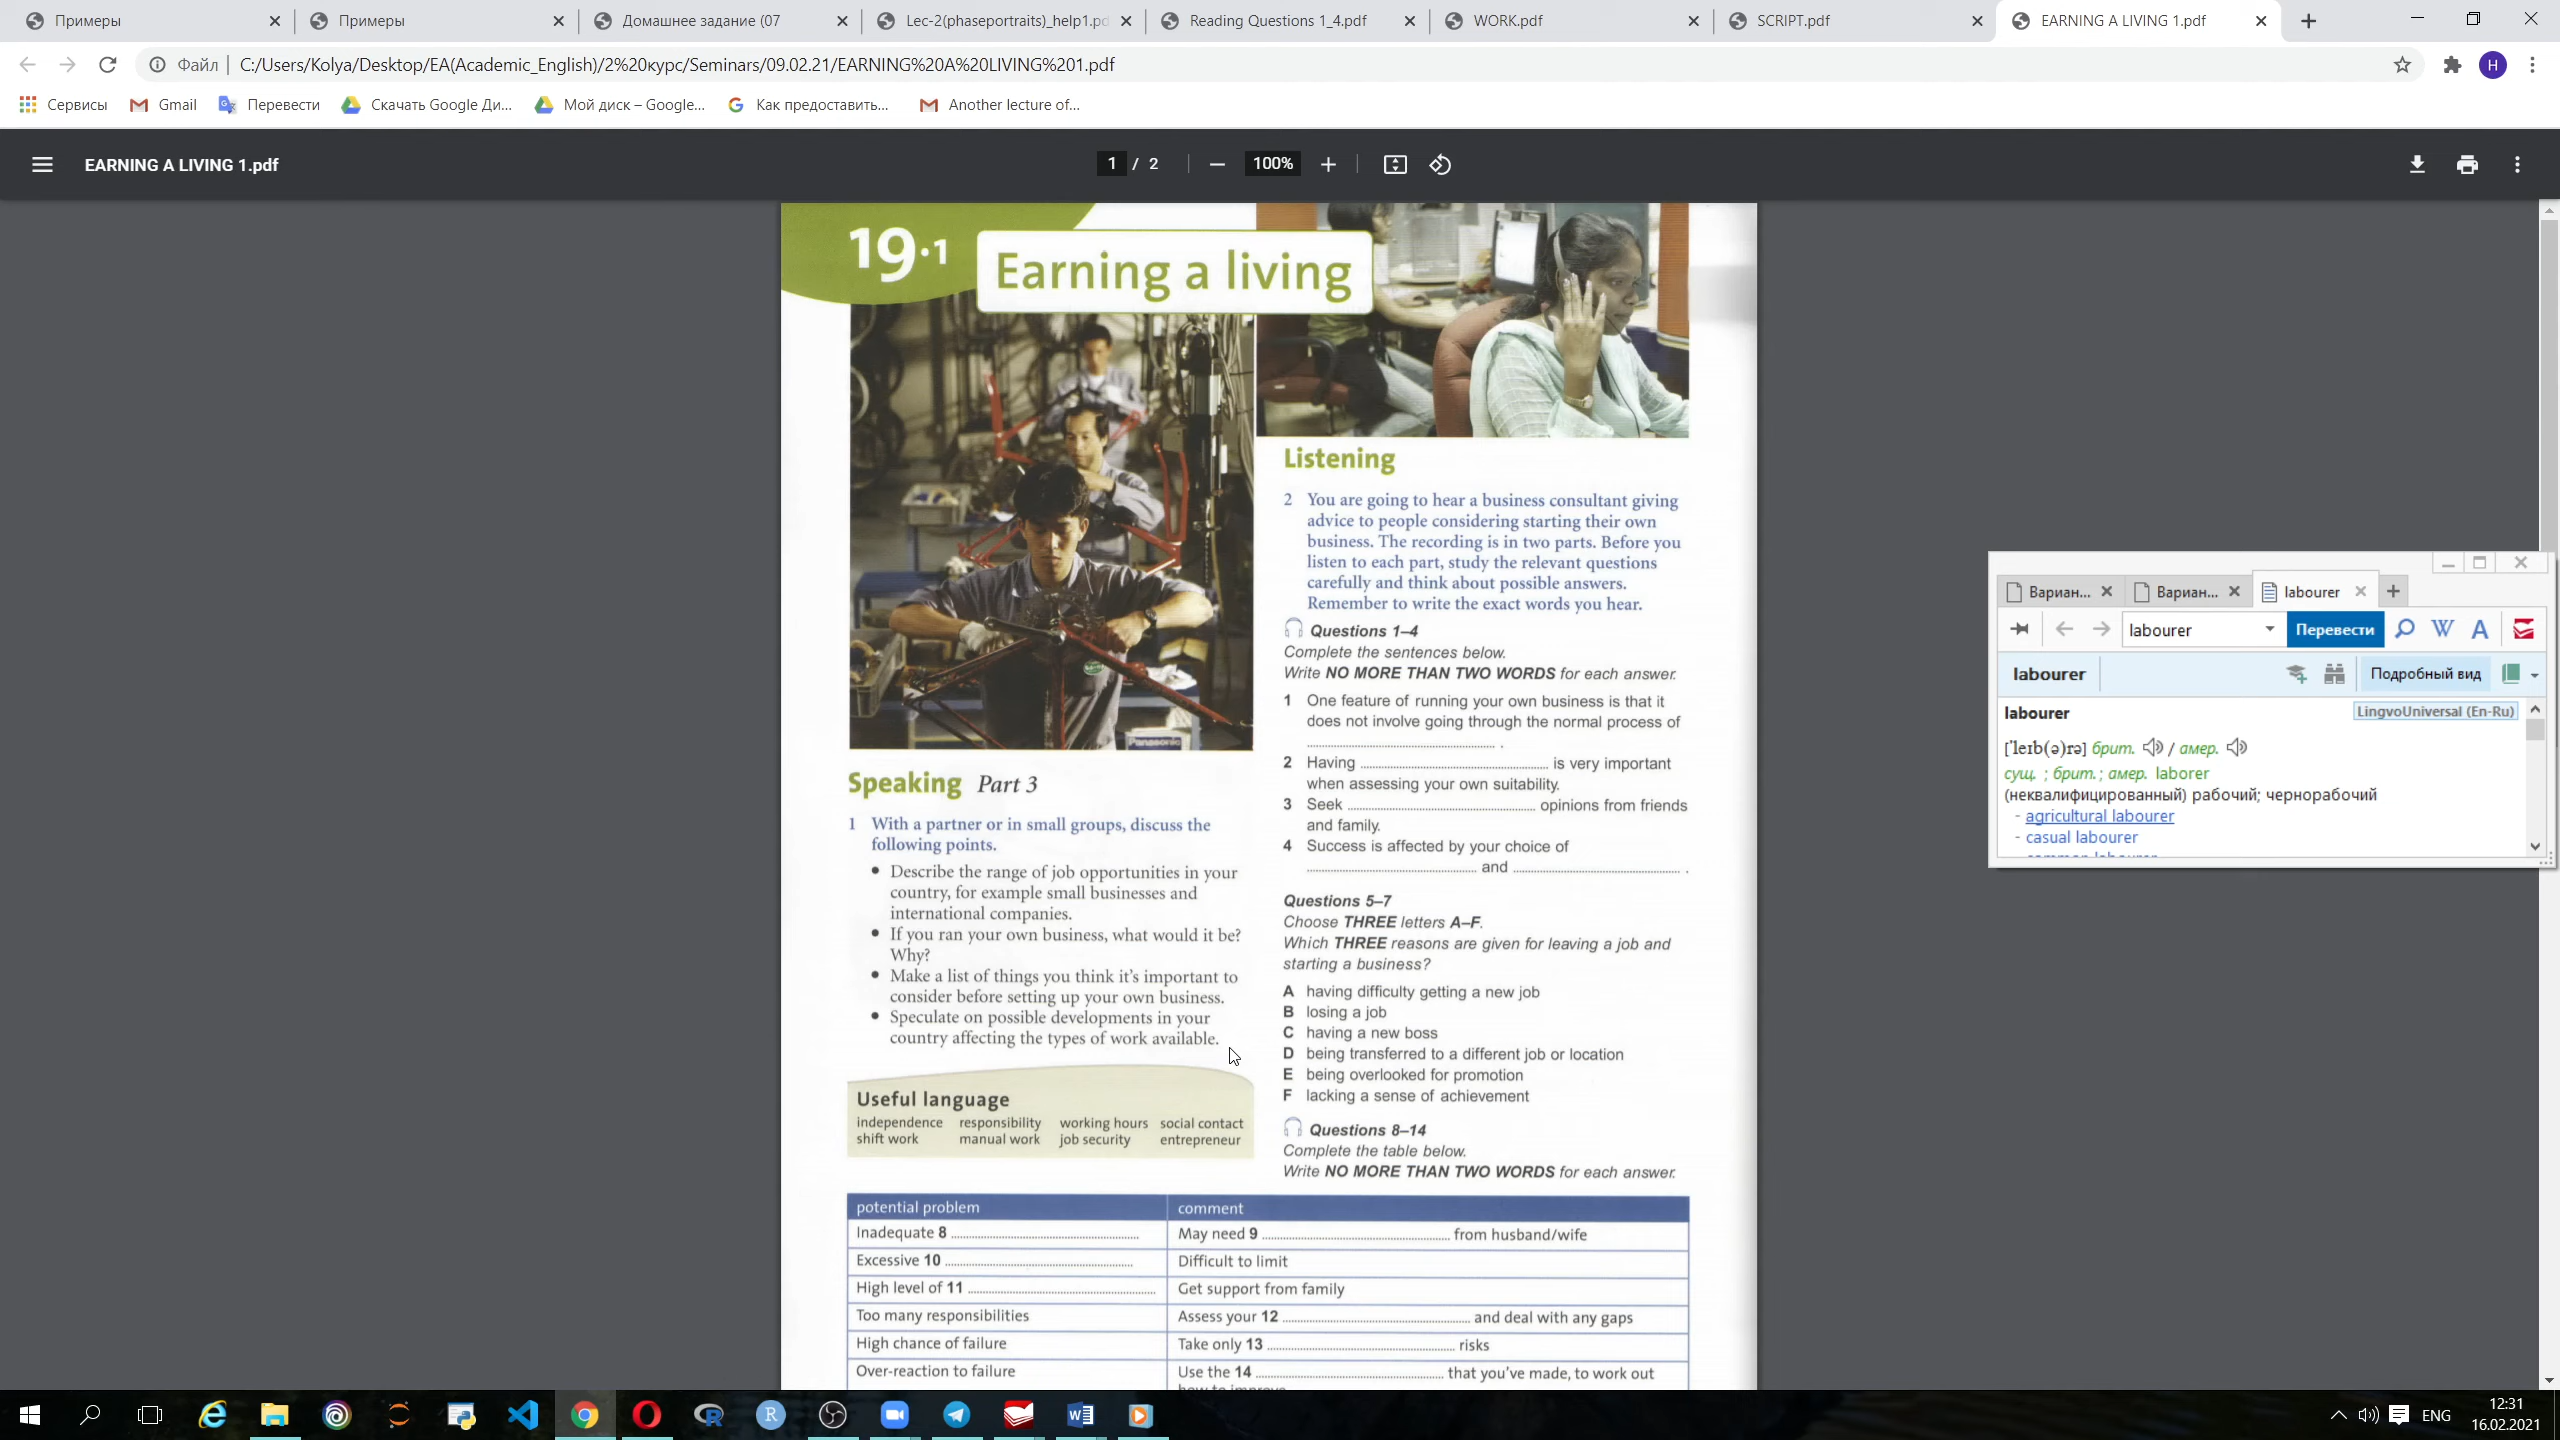 Примеры
Примеры
Домашнее задание (07
Lec-2(phaseportraits)_help1.pd
Reading Questions 1_4.pdf
WORK.pdf
SCRIPT.pdf
EARNING A LIVING 1.pdf
Файл
C:/Users/Kolya/Desktop/EA(Academic_English)/2%20курс/Seminars/09.02.21/EARNING%20A%20LIVING%201.pdf
H
Сервисы
Gmail
Перевести
Скачать Google Ди...
Мой диск – Google...
Как предоставить...
Another lecture of...
EARNING A LIVING 1.pdf
1 / 2
100%
19.1
Earning a living
Panasonic
Speaking Part 3
1 With a partner or in small groups, discuss the
following points.
• Describe the range of job opportunities in your
country, for example small businesses and
international companies.
• If you ran your own business, what would it be?
Why?
• Make a list of things you think it's important to
consider before setting up your own business.
• Speculate on possible developments in your
country affecting the types of work available.
Useful language
independence responsibility working hours social contact
shift work manual work job security entrepreneur
Listening
2 You are going to hear a business consultant giving
advice to people considering starting their own
business. The recording is in two parts. Before you
listen to each part, study the relevant questions
carefully and think about possible answers.
Remember to write the exact words you hear.
Questions 1–4
Complete the sentences below.
Write NO MORE THAN TWO WORDS for each answer.
1 One feature of running your own business is that it
does not involve going through the normal process of
.............................. .
2 Having .............................. is very important
when assessing your own suitability.
3 Seek .............................. opinions from friends
and family.
4 Success is affected by your choice of
.............................. and .............................. .
Questions 5–7
Choose THREE letters A–F.
Which THREE reasons are given for leaving a job and
starting a business?
A having difficulty getting a new job
B losing a job
C having a new boss
D being transferred to a different job or location
E being overlooked for promotion
F lacking a sense of achievement
Questions 8–14
Complete the table below.
Write NO MORE THAN TWO WORDS for each answer.
potential problem comment
Inadequate 8 .............................. May need 9 .............................. from husband/wife
Excessive 10 .............................. Difficult to limit
High level of 11 .............................. Get support from family
Too many responsibilities Assess your 12 .............................. and deal with any gaps
High chance of failure Take only 13 .............................. risks
Over-reaction to failure Use the 14 .............................. that you've made, to work out
how to improve
Вариан...
Вариан...
labourer
labourer
Перевести
W
A
labourer
Подробный вид
labourer
LingvoUniversal (En-Ru)
['leɪb(ə)rə] брит. / амер.
сущ. ; брит.; амер. laborer
(неквалифицированный) рабочий; чернорабочий
- agricultural labourer
- casual labourer
ENG
12:31
16.02.2021